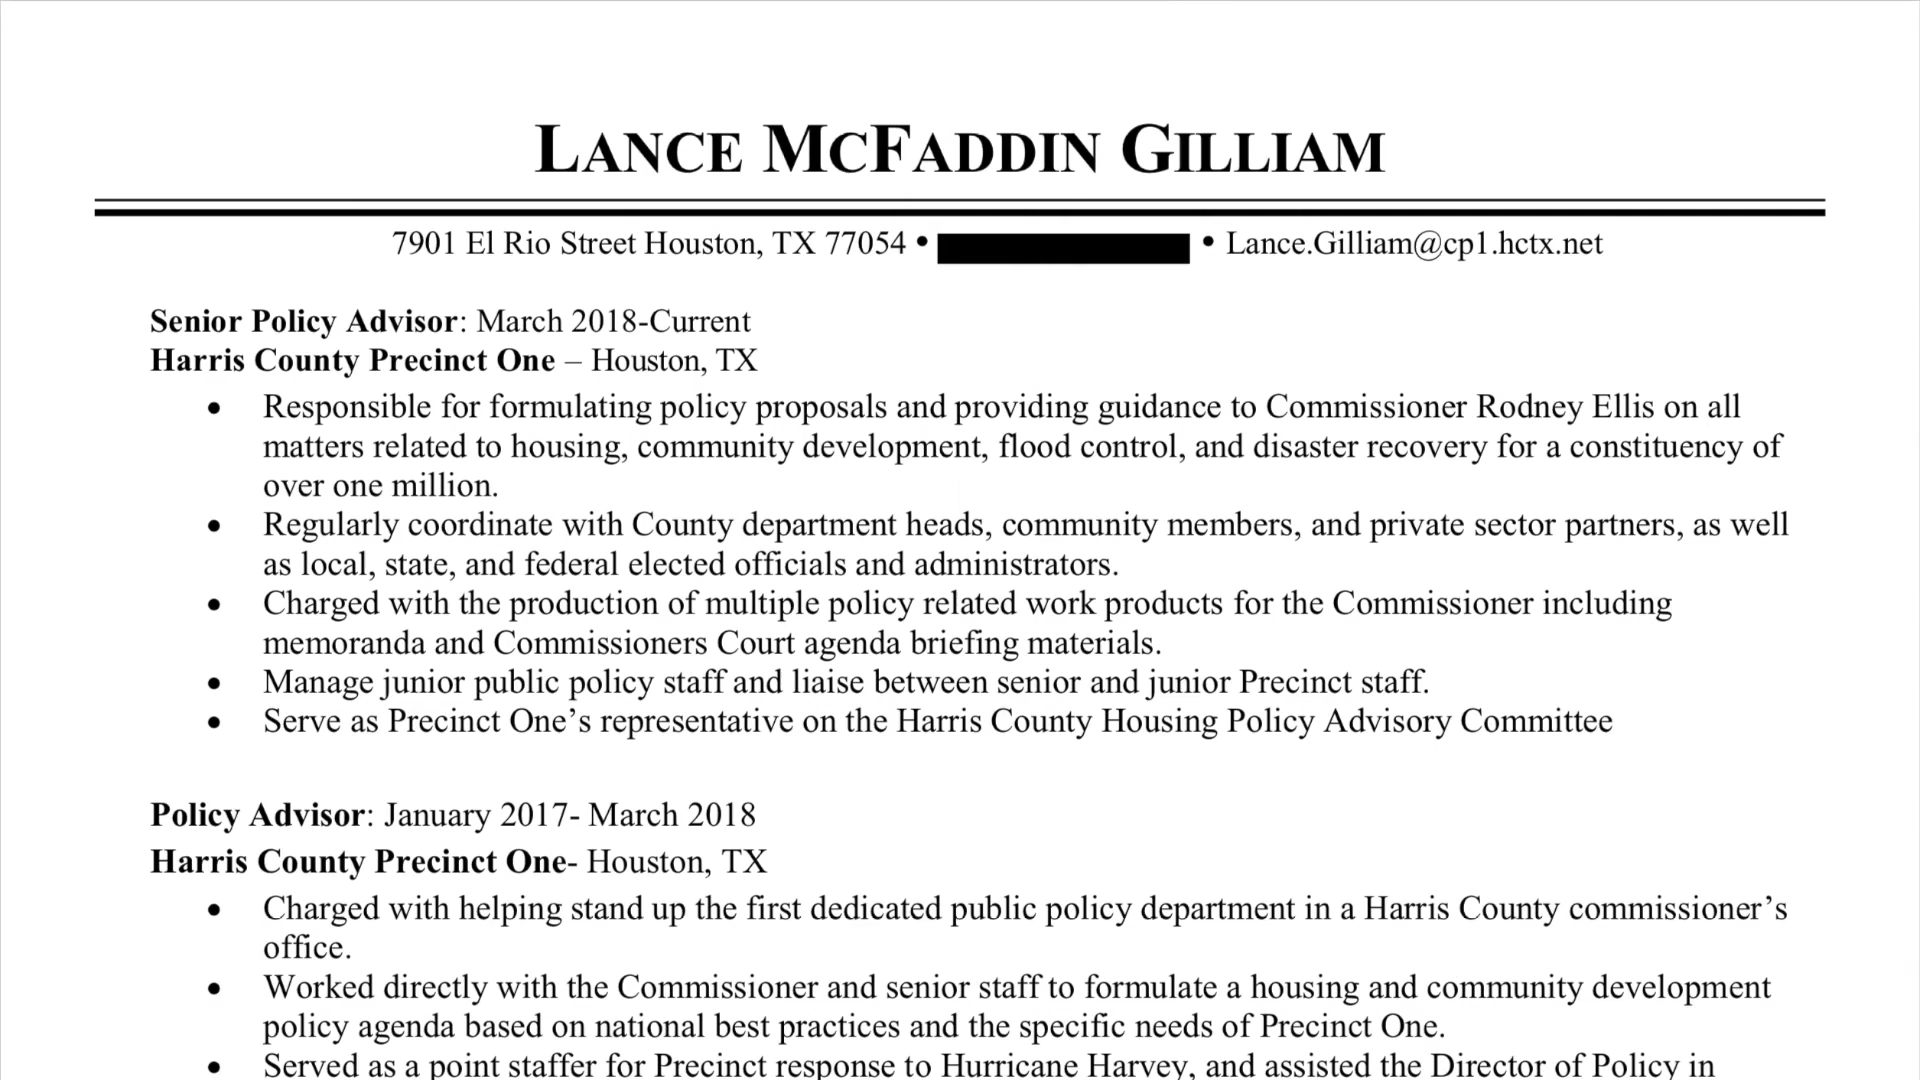 LANCE MCFADDIN GILLIAM
7901 El Rio Street Houston, TX 77054 • • Lance.Gilliam@cp1.hctx.net
Senior Policy Advisor: March 2018-Current
Harris County Precinct One – Houston, TX
• Responsible for formulating policy proposals and providing guidance to Commissioner Rodney Ellis on all
matters related to housing, community development, flood control, and disaster recovery for a constituency of
over one million.
• Regularly coordinate with County department heads, community members, and private sector partners, as well
as local, state, and federal elected officials and administrators.
• Charged with the production of multiple policy related work products for the Commissioner including
memoranda and Commissioners Court agenda briefing materials.
• Manage junior public policy staff and liaise between senior and junior Precinct staff.
• Serve as Precinct One’s representative on the Harris County Housing Policy Advisory Committee
Policy Advisor: January 2017- March 2018
Harris County Precinct One- Houston, TX
• Charged with helping stand up the first dedicated public policy department in a Harris County commissioner’s
office.
• Worked directly with the Commissioner and senior staff to formulate a housing and community development
policy agenda based on national best practices and the specific needs of Precinct One.
• Served as a point staffer for Precinct response to Hurricane Harvey, and assisted the Director of Policy in